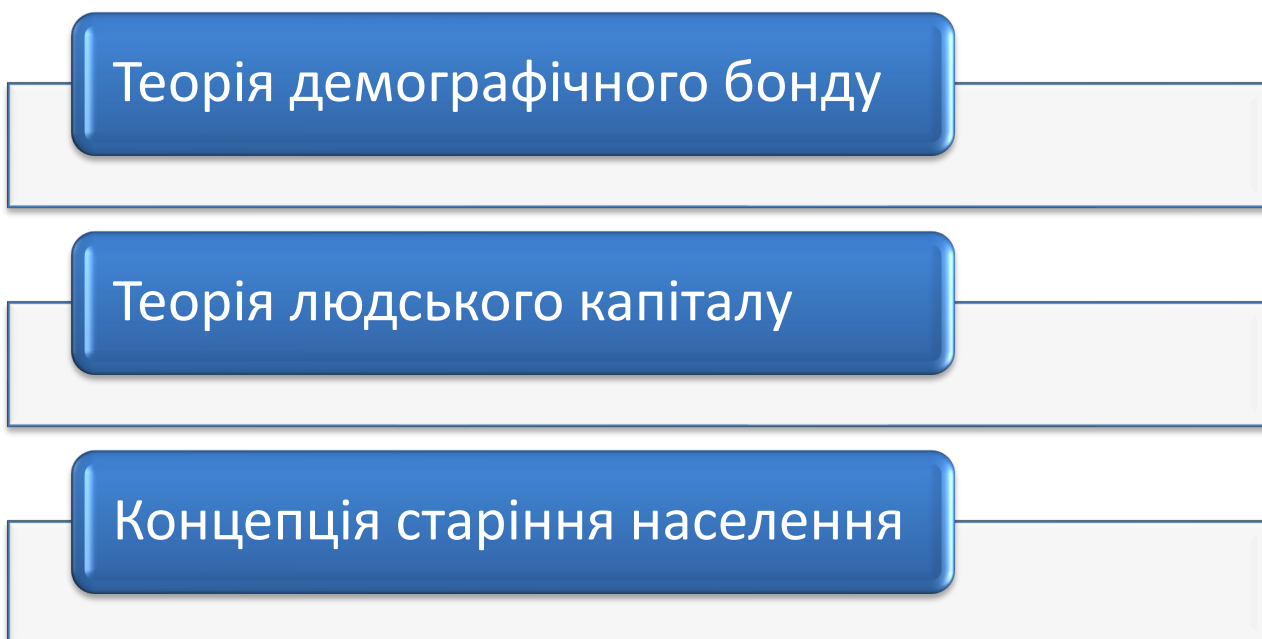 Теорія демографічного бонду
Теорія людського капіталу
Концепція старіння населення